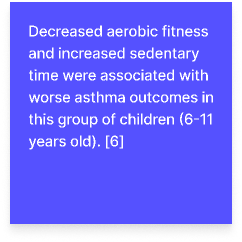 Decreased aerobic fitness
and increased sedentary
time were associated with
worse asthma outcomes in
this group of children (6-11
years old). [6]